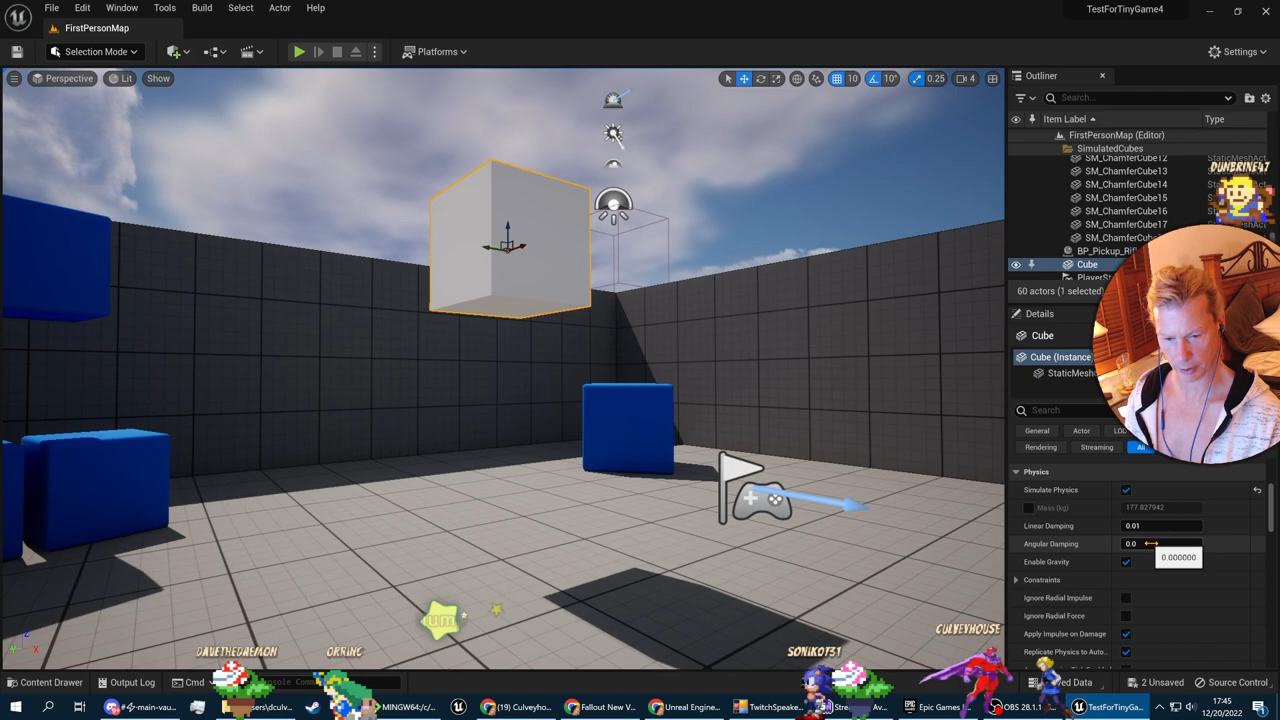 File Edit Window Tools Build Select Actor Help
TestForTinyGame4
FirstPersonMap
Selection Mode
Platforms
Settings
Perspective Lit Show
10 10° 0.25 4
Outliner
Search...
Item Label Type
FirstPersonMap (Editor)
SimulatedCubes
SM_ChamferCube12 StaticMeshAct
SM_ChamferCube13
SM_ChamferCube14
SM_ChamferCube15
SM_ChamferCube16
SM_ChamferCube17
SM_ChamferCu
DUNBRINE47
BP_Pickup_Ri
Cube
PlayerSt
60 actors (1 selected)
Details
Cube
Cube (Instance
StaticMesh
Search
General Actor LOD
Rendering Streaming All
Physics
Simulate Physics
Mass (kg) 177.827942
Linear Damping 0.01
Angular Damping 0.0
0.000000
Enable Gravity
Constraints
Ignore Radial Impulse
Ignore Radial Force
Apply Impulse on Damage
Replicate Physics to Auto...
um
CULVEYHOUSE
DAVETHEDAEMON ORRINC SONIKO731
Content Drawer Output Log Cmd Console Comm
Data 2 Unsaved Source Control
#main-vau... (19) Culveyho... Fallout New V... Unreal Engine... TwitchSpeake... Epic Games OBS 28.1 TestForTinyG...
MINGW64:/c/...
17:45
12/20/2022